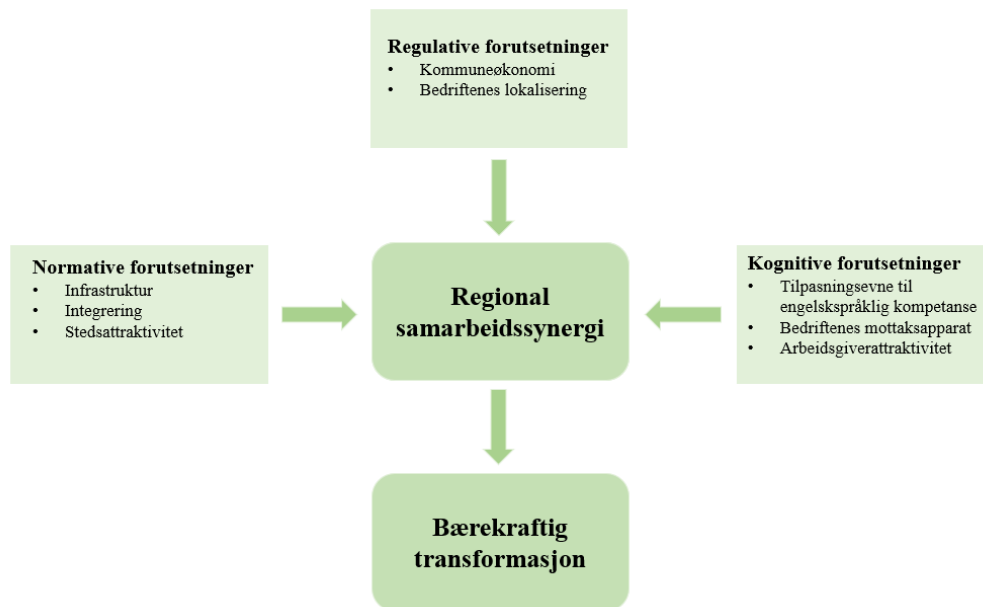 Regulative forutsetninger
• Kommuneøkonomi
• Bedriftenes lokalisering
Normative forutsetninger
• Infrastruktur
• Integrering
• Stedsattraktivitet
Regional
samarbeidssynergi
Kognitive forutsetninger
• Tilpasningsevne til
engelskspråklig kompetanse
• Bedriftenes mottaksapparat
• Arbeidsgiverattraktivitet
Bærekraftig
transformasjon